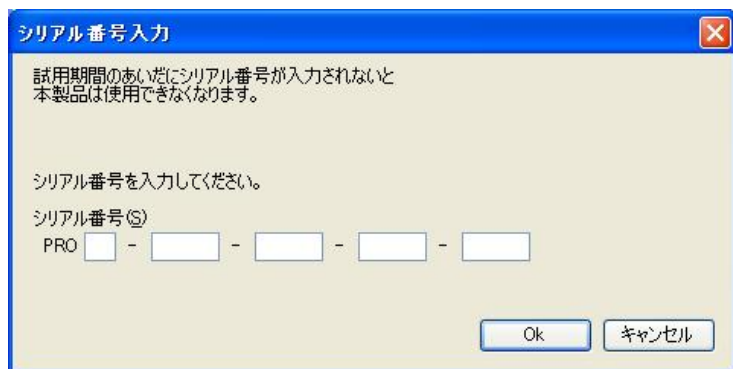 シリアル番号入力
試用期間のあいだにシリアル番号が入力されないと
本製品は使用できなくなります。
シリアル番号を入力してください。
シリアル番号(S)
PRO - - - -
Ok キャンセル